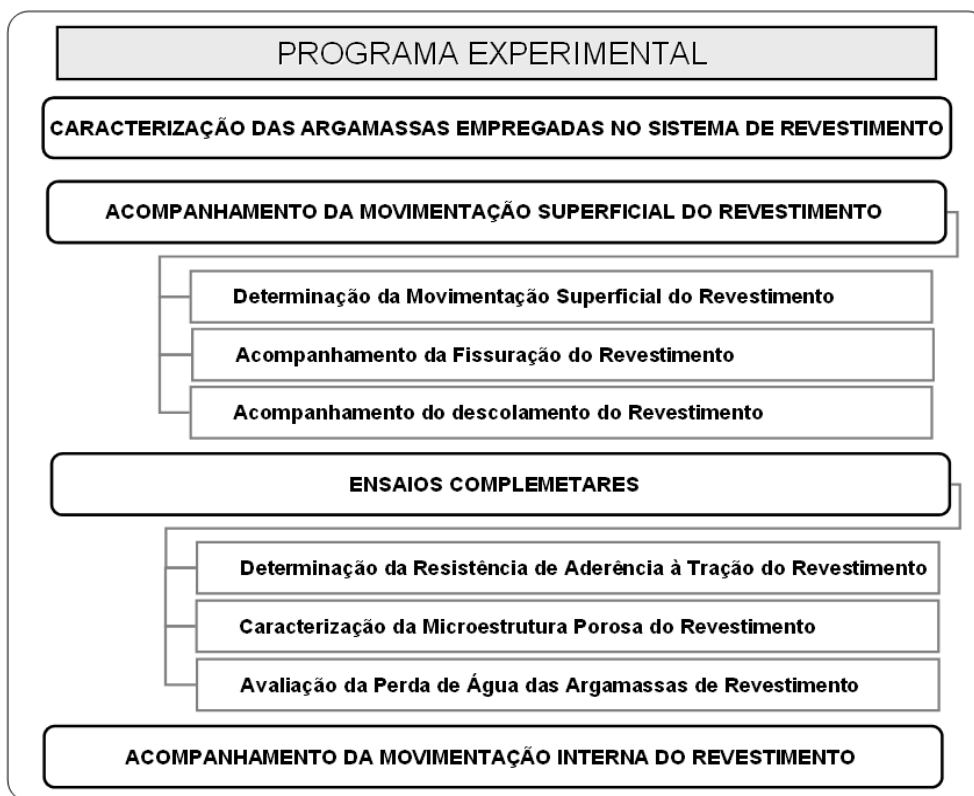 PROGRAMA EXPERIMENTAL
CARACTERIZAÇÃO DAS ARGAMASSAS EMPREGADAS NO SISTEMA DE REVESTIMENTO
ACOMPANHAMENTO DA MOVIMENTAÇÃO SUPERFICIAL DO REVESTIMENTO
Determinação da Movimentação Superficial do Revestimento
Acompanhamento da Fissuração do Revestimento
Acompanhamento do descolamento do Revestimento
ENSAIOS COMPLEMETARES
Determinação da Resistência de Aderência à Tração do Revestimento
Caracterização da Microestrutura Porosa do Revestimento
Avaliação da Perda de Água das Argamassas de Revestimento
ACOMPANHAMENTO DA MOVIMENTAÇÃO INTERNA DO REVESTIMENTO